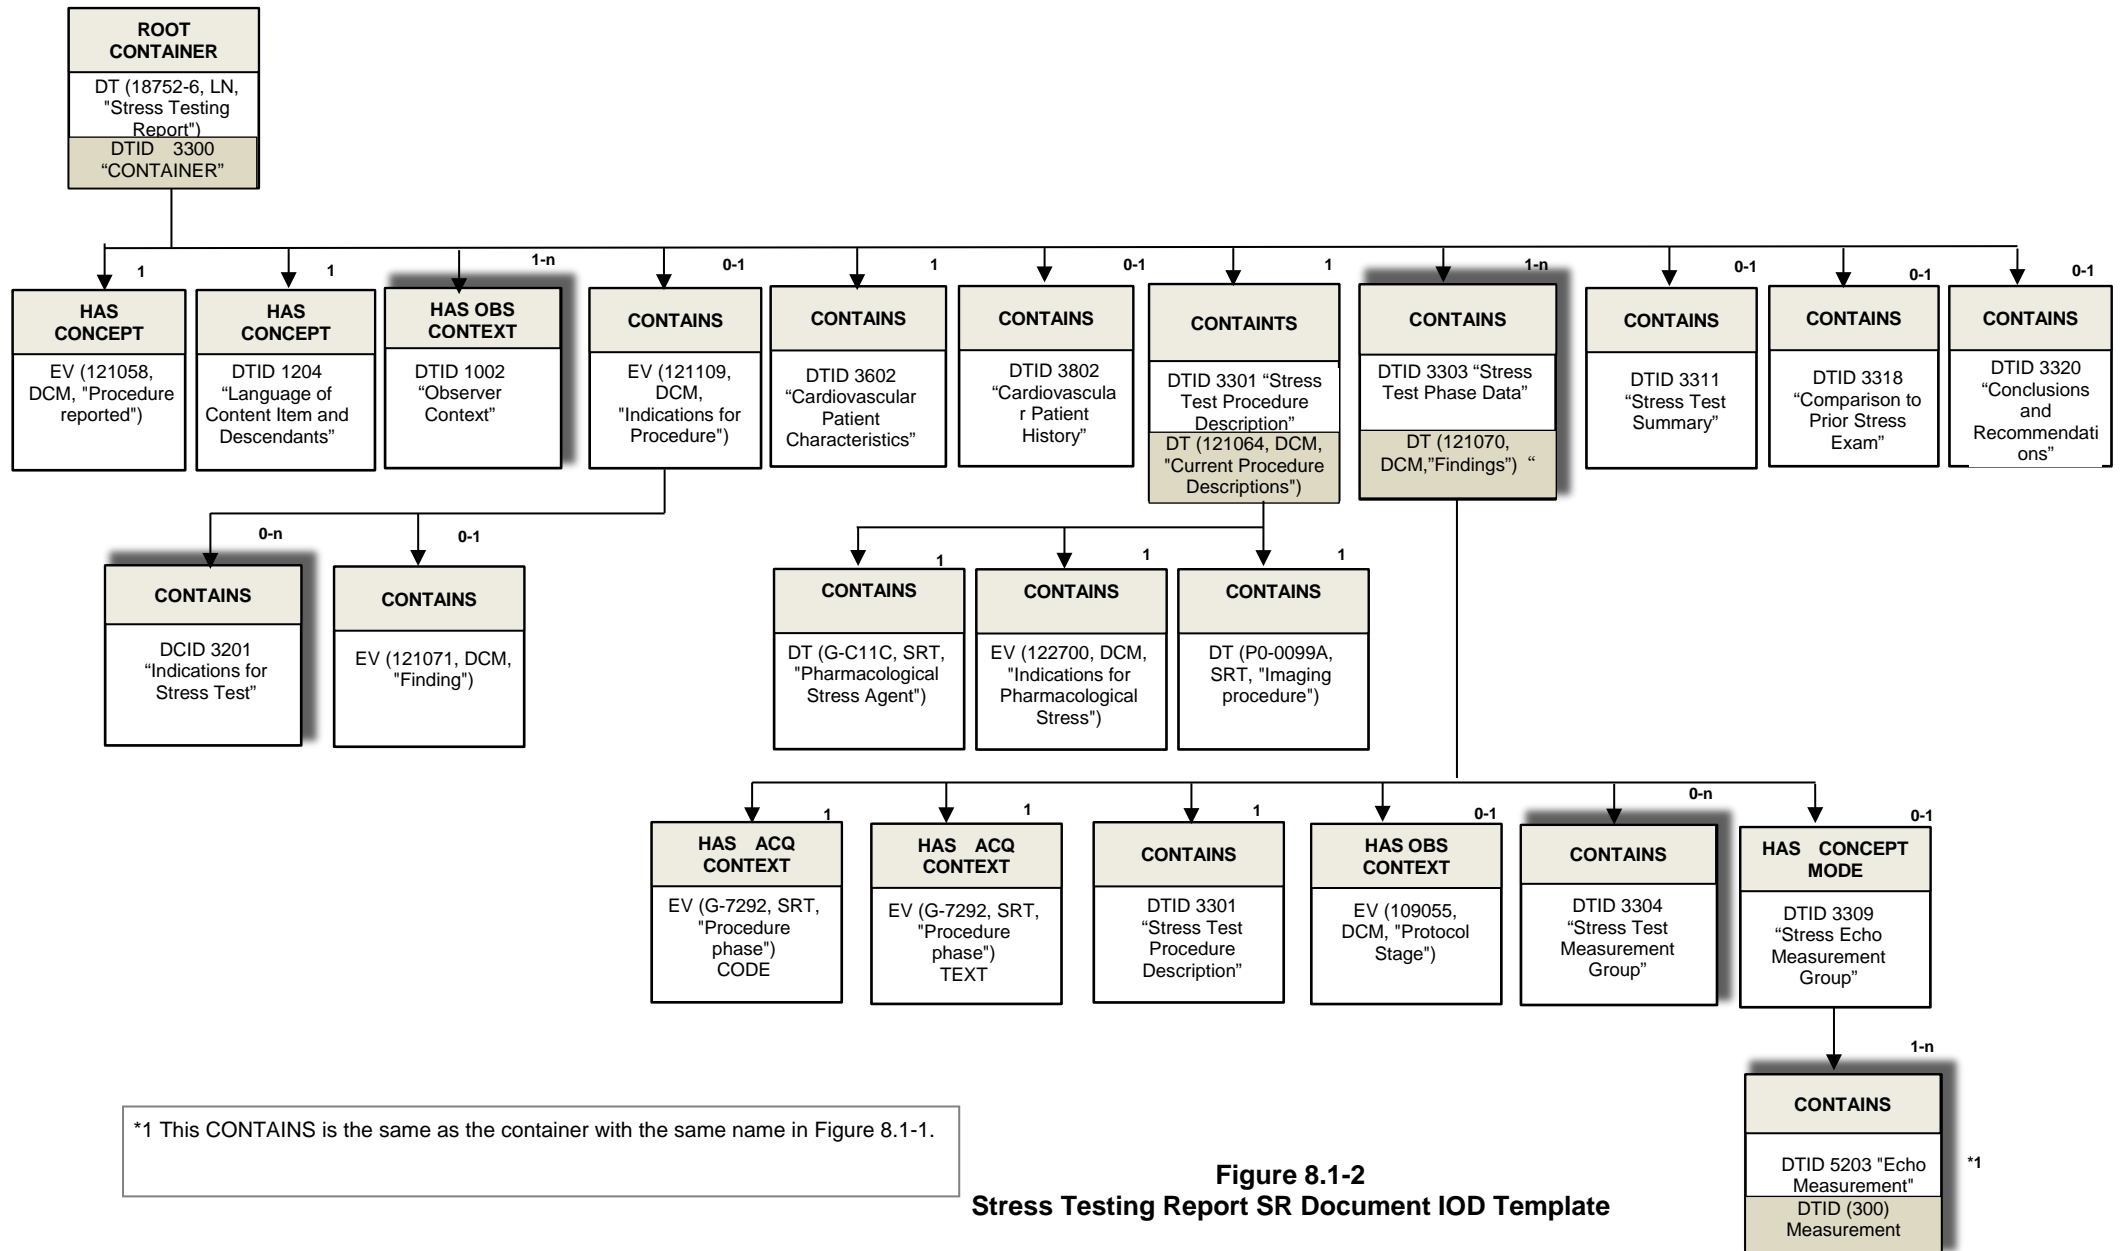 ROOT
CONTAINER
DT (18752-6, LN,
"Stress Testing
Report")
DTID 3300
“CONTAINER”
1
1
1-n
0-1
1
0-1
1
1-n
0-1
0-1
0-1
HAS
CONCEPT
EV (121058,
DCM, "Procedure
reported")
HAS
CONCEPT
DTID 1204
“Language of
Content Item and
Descendants”
HAS OBS
CONTEXT
DTID 1002
“Observer
Context”
CONTAINS
EV (121109,
DCM,
"Indications for
Procedure")
CONTAINS
DTID 3602
“Cardiovascular
Patient
Characteristics”
CONTAINS
DTID 3802
“Cardiovascula
r Patient
History”
CONTAINTS
DTID 3301 “Stress
Test Procedure
Description”
DT (121064, DCM,
"Current Procedure
Descriptions")
CONTAINS
DTID 3303 “Stress
Test Phase Data”
DT (121070,
DCM,”Findings”) “
CONTAINS
DTID 3311
“Stress Test
Summary”
CONTAINS
DTID 3318
“Comparison to
Prior Stress
Exam”
CONTAINS
DTID 3320
“Conclusions
and
Recommendati
ons”
0-n
0-1
CONTAINS
DCID 3201
“Indications for
Stress Test”
CONTAINS
EV (121071, DCM,
"Finding")
1
1
1
CONTAINS
DT (G-C11C, SRT,
"Pharmacological
Stress Agent")
CONTAINS
EV (122700, DCM,
"Indications for
Pharmacological
Stress")
CONTAINS
DT (P0-0099A,
SRT, "Imaging
procedure")
1
1
1
0-1
0-n
0-1
HAS ACQ
CONTEXT
EV (G-7292, SRT,
"Procedure
phase")
CODE
HAS ACQ
CONTEXT
EV (G-7292, SRT,
"Procedure
phase")
TEXT
CONTAINS
DTID 3301
“Stress Test
Procedure
Description”
HAS OBS
CONTEXT
EV (109055,
DCM, "Protocol
Stage")
CONTAINS
DTID 3304
“Stress Test
Measurement
Group”
HAS CONCEPT
MODE
DTID 3309
“Stress Echo
Measurement
Group”
1-n
CONTAINS
DTID 5203 "Echo
Measurement"
DTID (300)
Measurement
*1
*1 This CONTAINS is the same as the container with the same name in Figure 8.1-1.
Figure 8.1-2
Stress Testing Report SR Document IOD Template